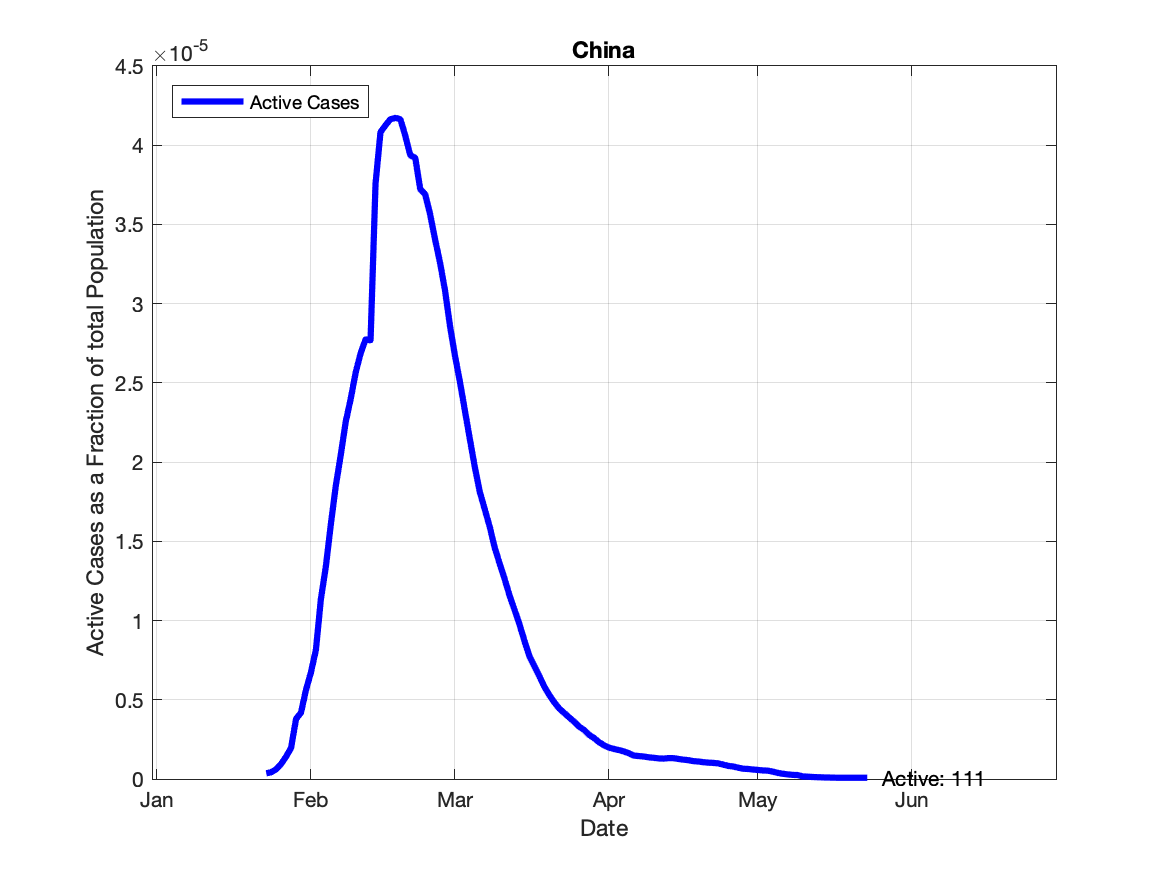 China
×10-5
Active Cases
4.5
4
3.5
3
2.5
2
1.5
1
0.5
0
Active Cases as a Fraction of total Population
Active: 111
Jan Feb Mar Apr May Jun
Date